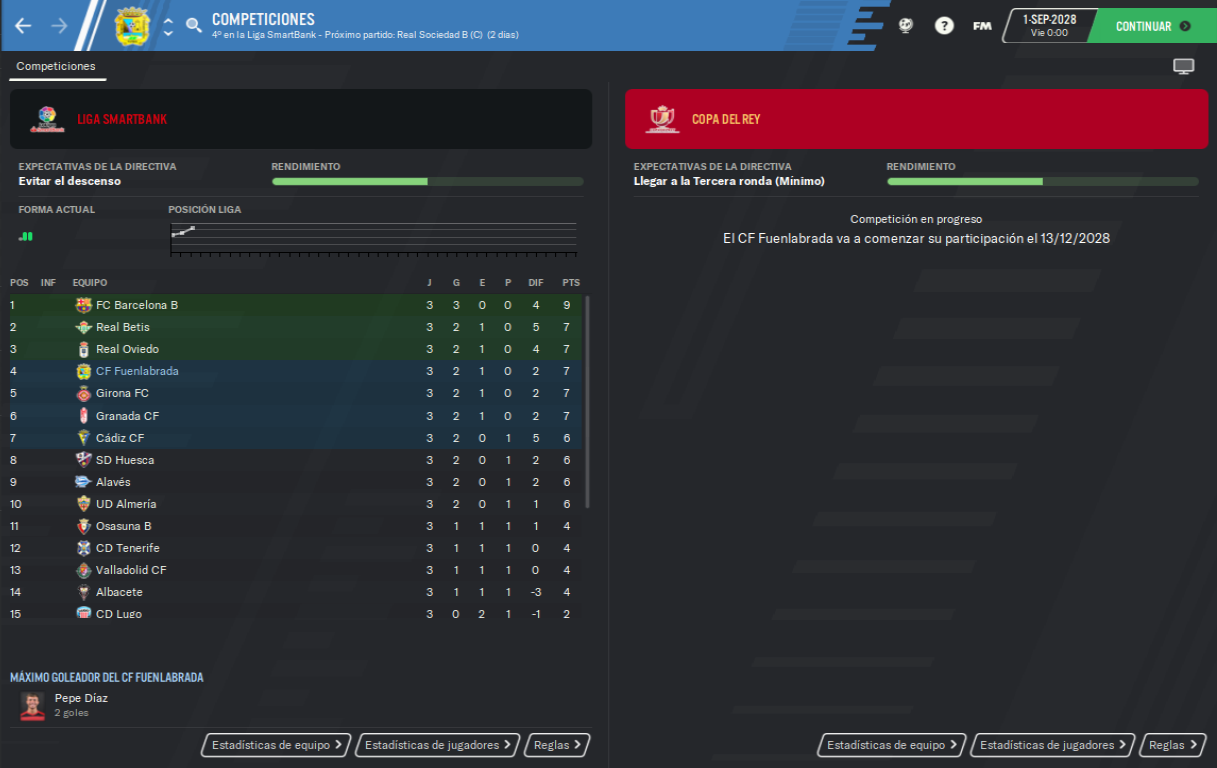 COMPETICIONES
4º en la Liga SmartBank - Próximo partido: Real Sociedad B (C) (2 días)
FM
1-SEP-2028
Vie 0:00
CONTINUAR
Competiciones
LIGA SMARTBANK
EXPECTATIVAS DE LA DIRECTIVA RENDIMIENTO
Evitar el descenso
FORMA ACTUAL POSICIÓN LIGA
POS INF EQUIPO J G E P DIF PTS
1 FC Barcelona B 3 3 0 0 4 9
2 Real Betis 3 2 1 0 5 7
3 Real Oviedo 3 2 1 0 4 7
4 CF Fuenlabrada 3 2 1 0 2 7
5 Girona FC 3 2 1 0 2 7
6 Granada CF 3 2 1 0 2 7
7 Cádiz CF 3 2 0 1 5 6
8 SD Huesca 3 2 0 1 2 6
9 Alavés 3 2 0 1 2 6
10 UD Almería 3 2 0 1 1 6
11 Osasuna B 3 1 1 1 1 4
12 CD Tenerife 3 1 1 1 0 4
13 Valladolid CF 3 1 1 1 0 4
14 Albacete 3 1 1 1 -3 4
15 CD Lugo 3 0 2 1 -1 2
MÁXIMO GOLEADOR DEL CF FUENLABRADA
Pepe Díaz
2 goles
Estadísticas de equipo Estadísticas de jugadores Reglas
COPA DEL REY
EXPECTATIVAS DE LA DIRECTIVA RENDIMIENTO
Llegar a la Tercera ronda (Mínimo)
Competición en progreso
El CF Fuenlabrada va a comenzar su participación el 13/12/2028
Estadísticas de equipo Estadísticas de jugadores Reglas